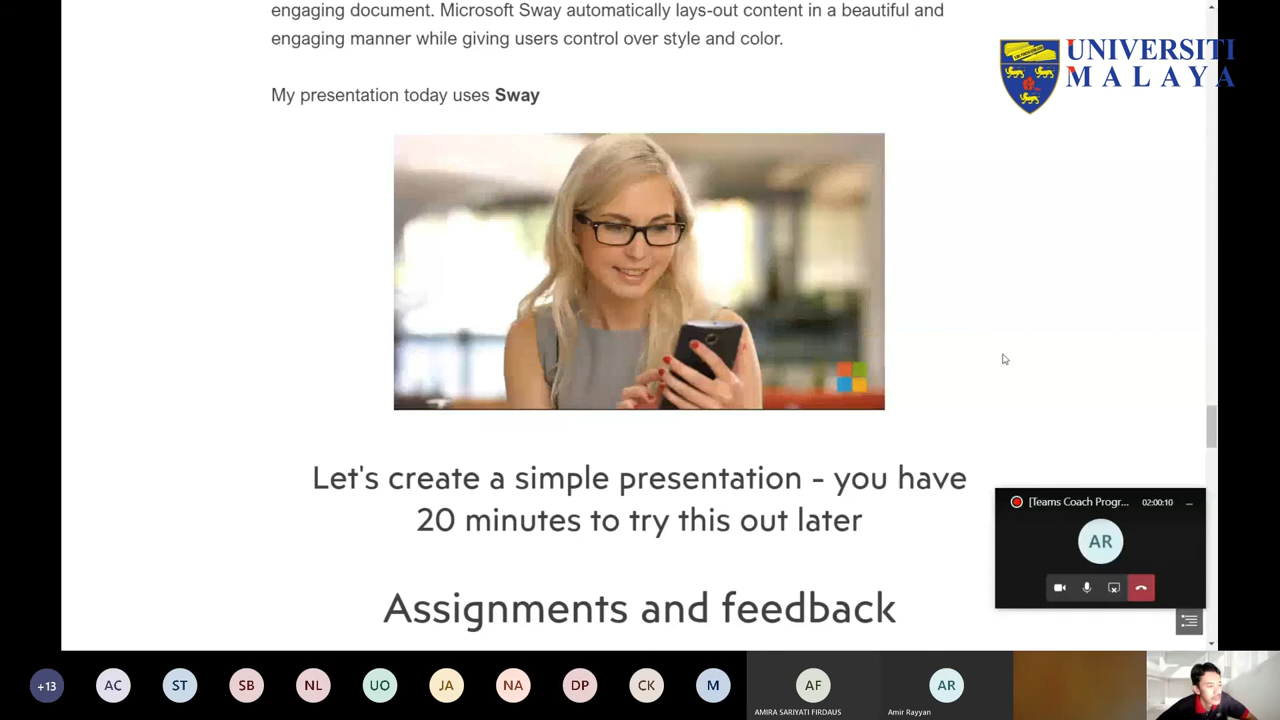 engaging document. Microsoft Sway automatically lays-out content in a beautiful and
engaging manner while giving users control over style and color.
UNIVERSITI
MALAYA
My presentation today uses Sway
Let's create a simple presentation - you have
20 minutes to try this out later
[Teams Coach Progr...
02:00:10
AR
Assignments and feedback
+13
AC
ST
SB
NL
UO
JA
NA
DP
CK
M
AF
AMIRA SARIYATI FIRDAUS
AR
Amir Rayyan